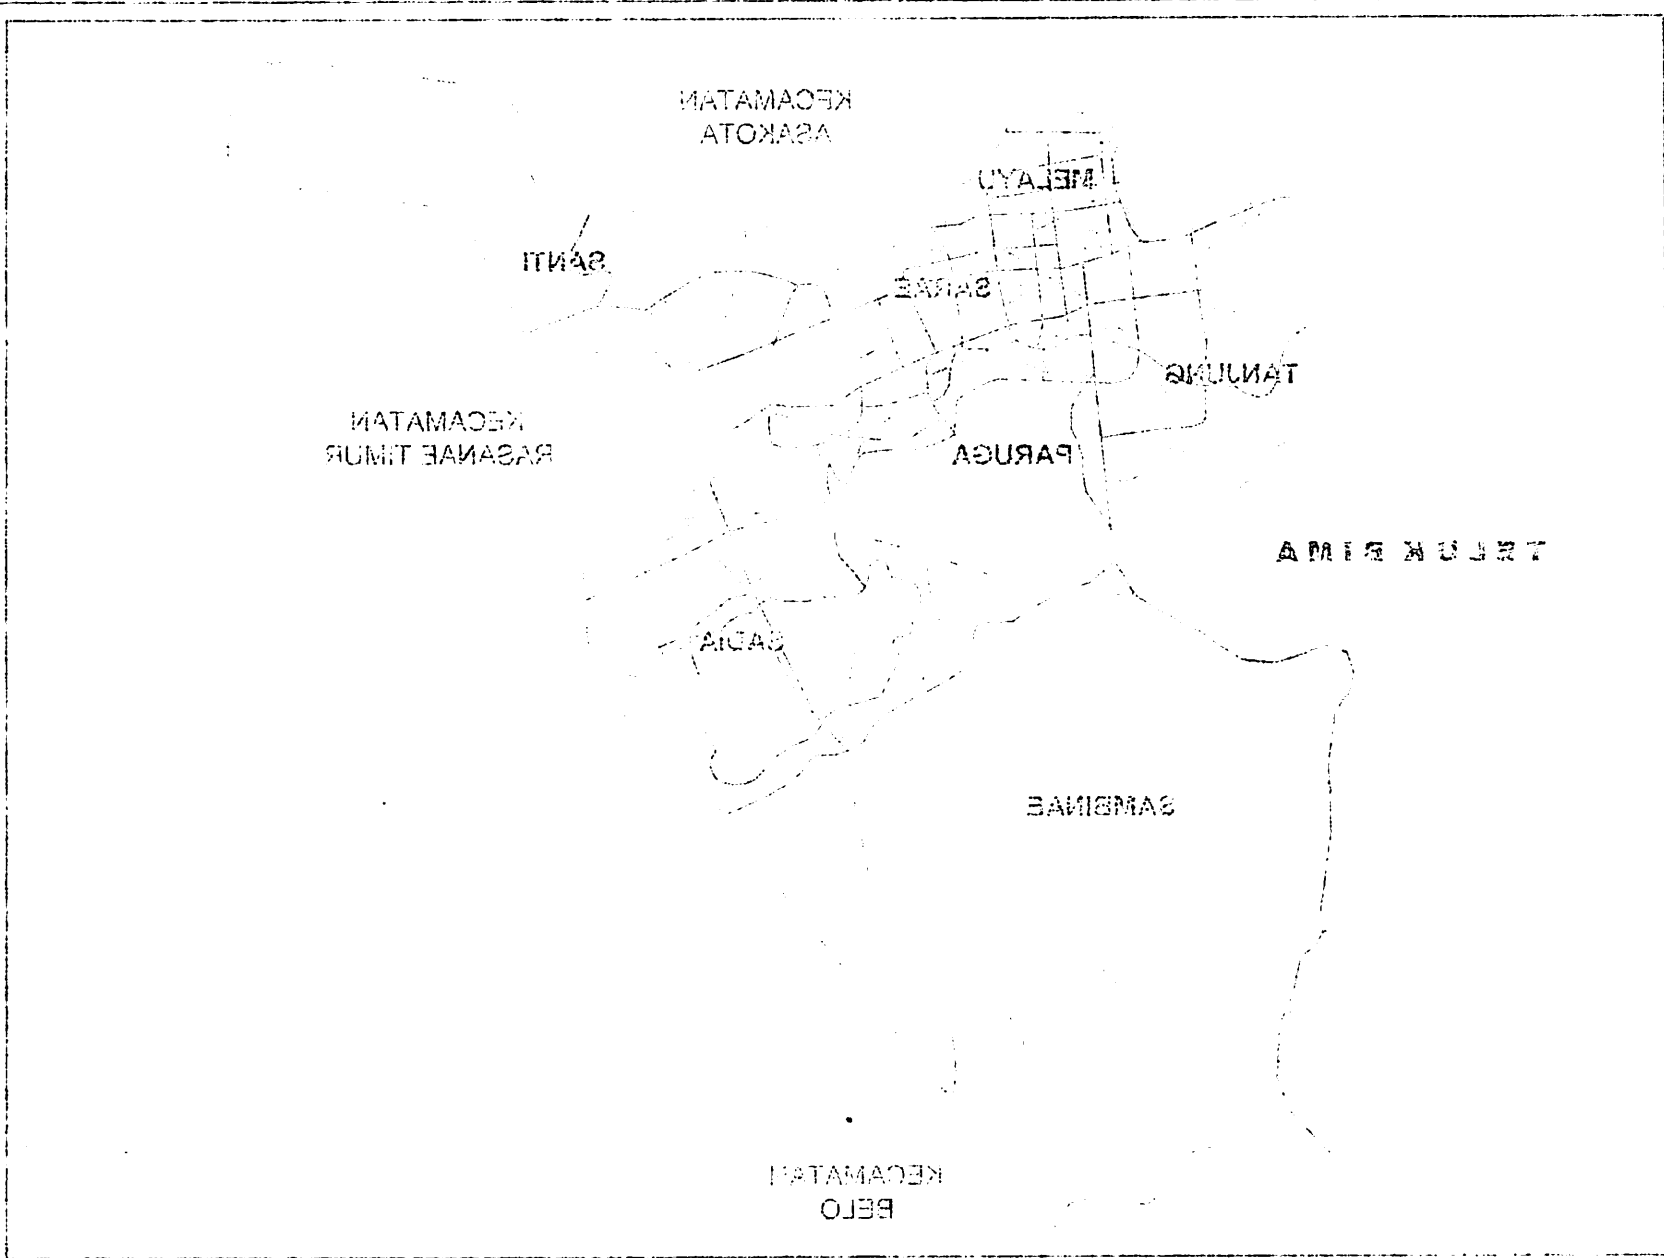 KECAMATAN
ASAKOTA
MELAYU
SANTI
SARAE
TANJUNG
KECAMATAN
RASANAE TIMUR
PARUGA
TELUK BIMA
SADIA
SAMBINAE
KECAMATAN
BELO